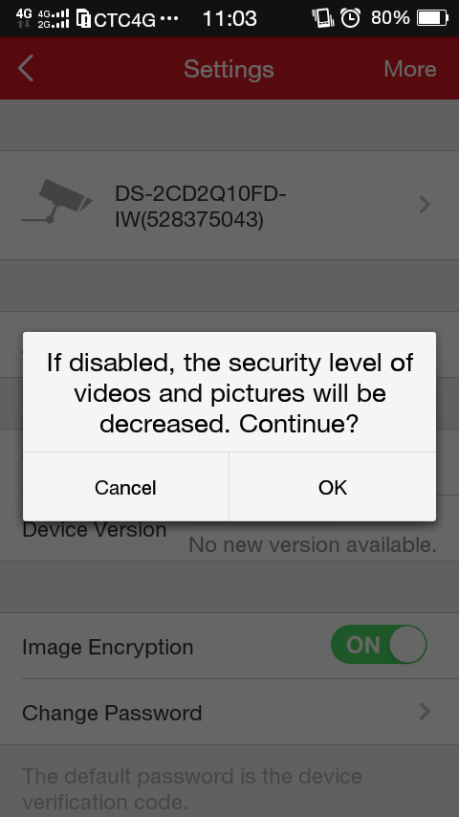 4G 4G 2G CTC4G ··· 11:03 80%
Settings More
DS-2CD2Q10FD-
IW(528375043)
If disabled, the security level of
videos and pictures will be
decreased. Continue?
Cancel OK
Device Version
No new version available.
Image Encryption ON
Change Password
The default password is the device
verification code.